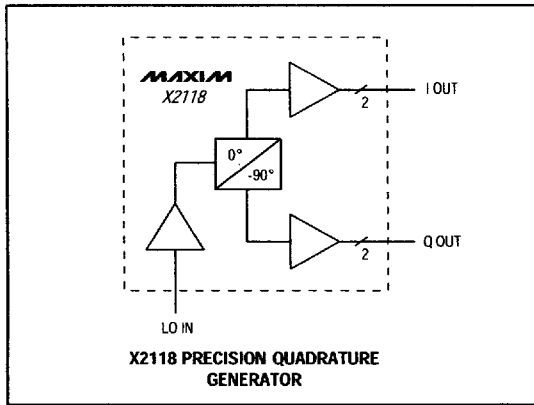 MAXIM
X2118
I OUT
2
0°
-90°
Q OUT
2
LO IN
X2118 PRECISION QUADRATURE
GENERATOR